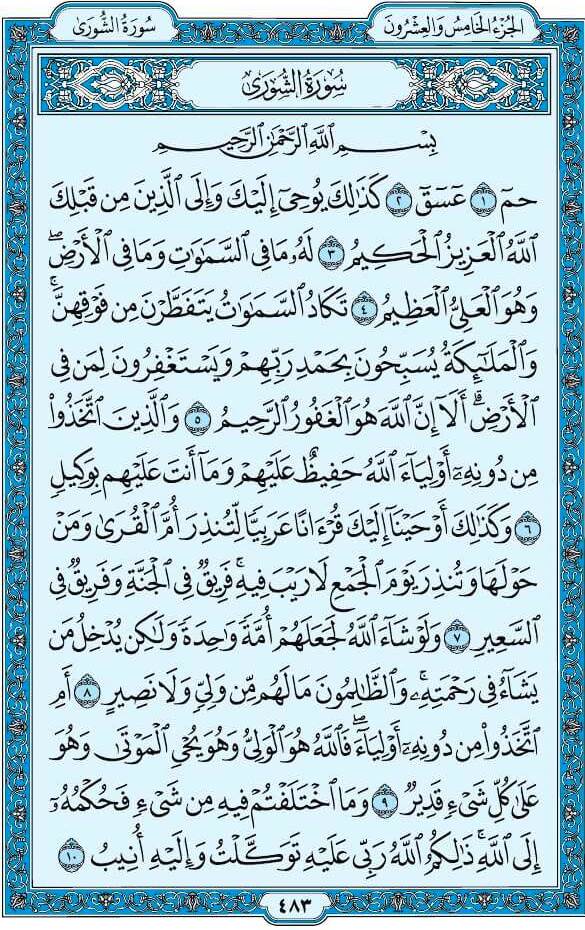 الجُزْءُ الخَامِسُ وَالعِشْرُونَ
سُورَةُ الشُّورَىٰ
سُورَةُ الشُّورَىٰ
بِسْمِ اللَّهِ الرَّحْمَٰنِ الرَّحِيمِ
حمٓ ١ عٓسٓقٓ ٢ كَذَٰلِكَ يُوحِىٓ إِلَيْكَ وَإِلَى ٱلَّذِينَ مِن قَبْلِكَ
ٱللَّهُ ٱلْعَزِيزُ ٱلْحَكِيمُ ٣ لَهُۥ مَا فِى ٱلسَّمَٰوَٰتِ وَمَا فِى ٱلْأَرْضِۖ
وَهُوَ ٱلْعَلِىُّ ٱلْعَظِيمُ ٤ تَكَادُ ٱلسَّمَٰوَٰتُ يَتَفَطَّرْنَ مِن فَوْقِهِنَّۚ
وَٱلْمَلَٰٓئِكَةُ يُسَبِّحُونَ بِحَمْدِ رَبِّهِمْ وَيَسْتَغْفِرُونَ لِمَن فِى
ٱلْأَرْضِۗ أَلَآ إِنَّ ٱللَّهَ هُوَ ٱلْغَفُورُ ٱلرَّحِيمُ ٥ وَٱلَّذِينَ ٱتَّخَذُوا۟
مِن دُونِهِۦٓ أَوْلِيَآءَ ٱللَّهُ حَفِيظٌ عَلَيْهِمْ وَمَآ أَنتَ عَلَيْهِم بِوَكِيلٍ
٦ وَكَذَٰلِكَ أَوْحَيْنَآ إِلَيْكَ قُرْءَانًا عَرَبِيًّا لِّتُنذِرَ أُمَّ ٱلْقُرَىٰ وَمَنْ
حَوْلَهَا وَتُنذِرَ يَوْمَ ٱلْجَمْعِ لَا رَيْبَ فِيهِۚ فَرِيقٌ فِى ٱلْجَنَّةِ وَفَرِيقٌ فِى
ٱلسَّعِيرِ ٧ وَلَوْ شَآءَ ٱللَّهُ لَجَعَلَهُمْ أُمَّةً وَٰحِدَةً وَلَٰكِن يُدْخِلُ مَن
يَشَآءُ فِى رَحْمَتِهِۦۚ وَٱلظَّٰلِمُونَ مَا لَهُم مِّن وَلِىٍّ وَلَا نَصِيرٍ ٨ أَمِ
ٱتَّخَذُوا۟ مِن دُونِهِۦٓ أَوْلِيَآءَۖ فَٱللَّهُ هُوَ ٱلْوَلِىُّ وَهُوَ يُحْىِ ٱلْمَوْتَىٰ وَهُوَ
عَلَىٰ كُلِّ شَىْءٍ قَدِيرٌ ٩ وَمَا ٱخْتَلَفْتُمْ فِيهِ مِن شَىْءٍ فَحُكْمُهُۥٓ
إِلَى ٱللَّهِۚ ذَٰلِكُمُ ٱللَّهُ رَبِّى عَلَيْهِ تَوَكَّلْتُ وَإِلَيْهِ أُنِيبُ ١٠
٤٨٣